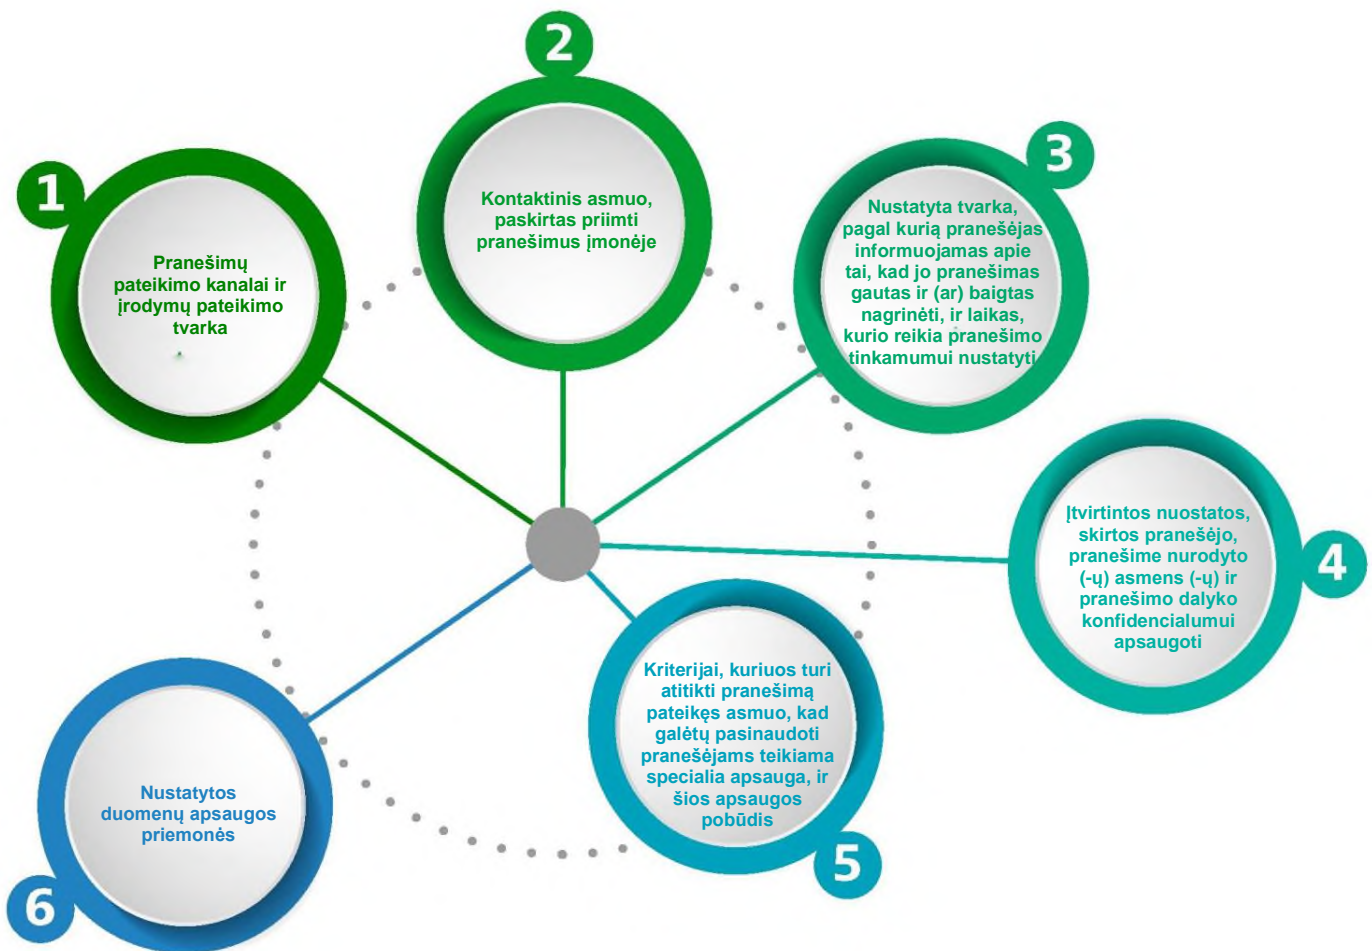 1
Pranešimų
pateikimo kanalai ir
įrodymų pateikimo
tvarka
2
Kontaktinis asmuo,
paskirtas priimti
pranešimus įmonėje
3
Nustatyta tvarka,
pagal kurią pranešėjas
informuojamas apie
tai, kad jo pranešimas
gautas ir (ar) baigtas
nagrinėti, ir laikas,
kurio reikia pranešimo
tinkamumui nustatyti
4
Įtvirtintos nuostatos,
skirtos pranešėjo,
pranešime nurodyto
(-ų) asmens (-ų) ir
pranešimo dalyko
konfidencialumui
apsaugoti
5
Kriterijai, kuriuos turi
atitikti pranešimą
pateikęs asmuo, kad
galėtų pasinaudoti
pranešėjams teikiama
specialia apsauga, ir
šios apsaugos
pobūdis
6
Nustatytos
duomenų apsaugos
priemonės